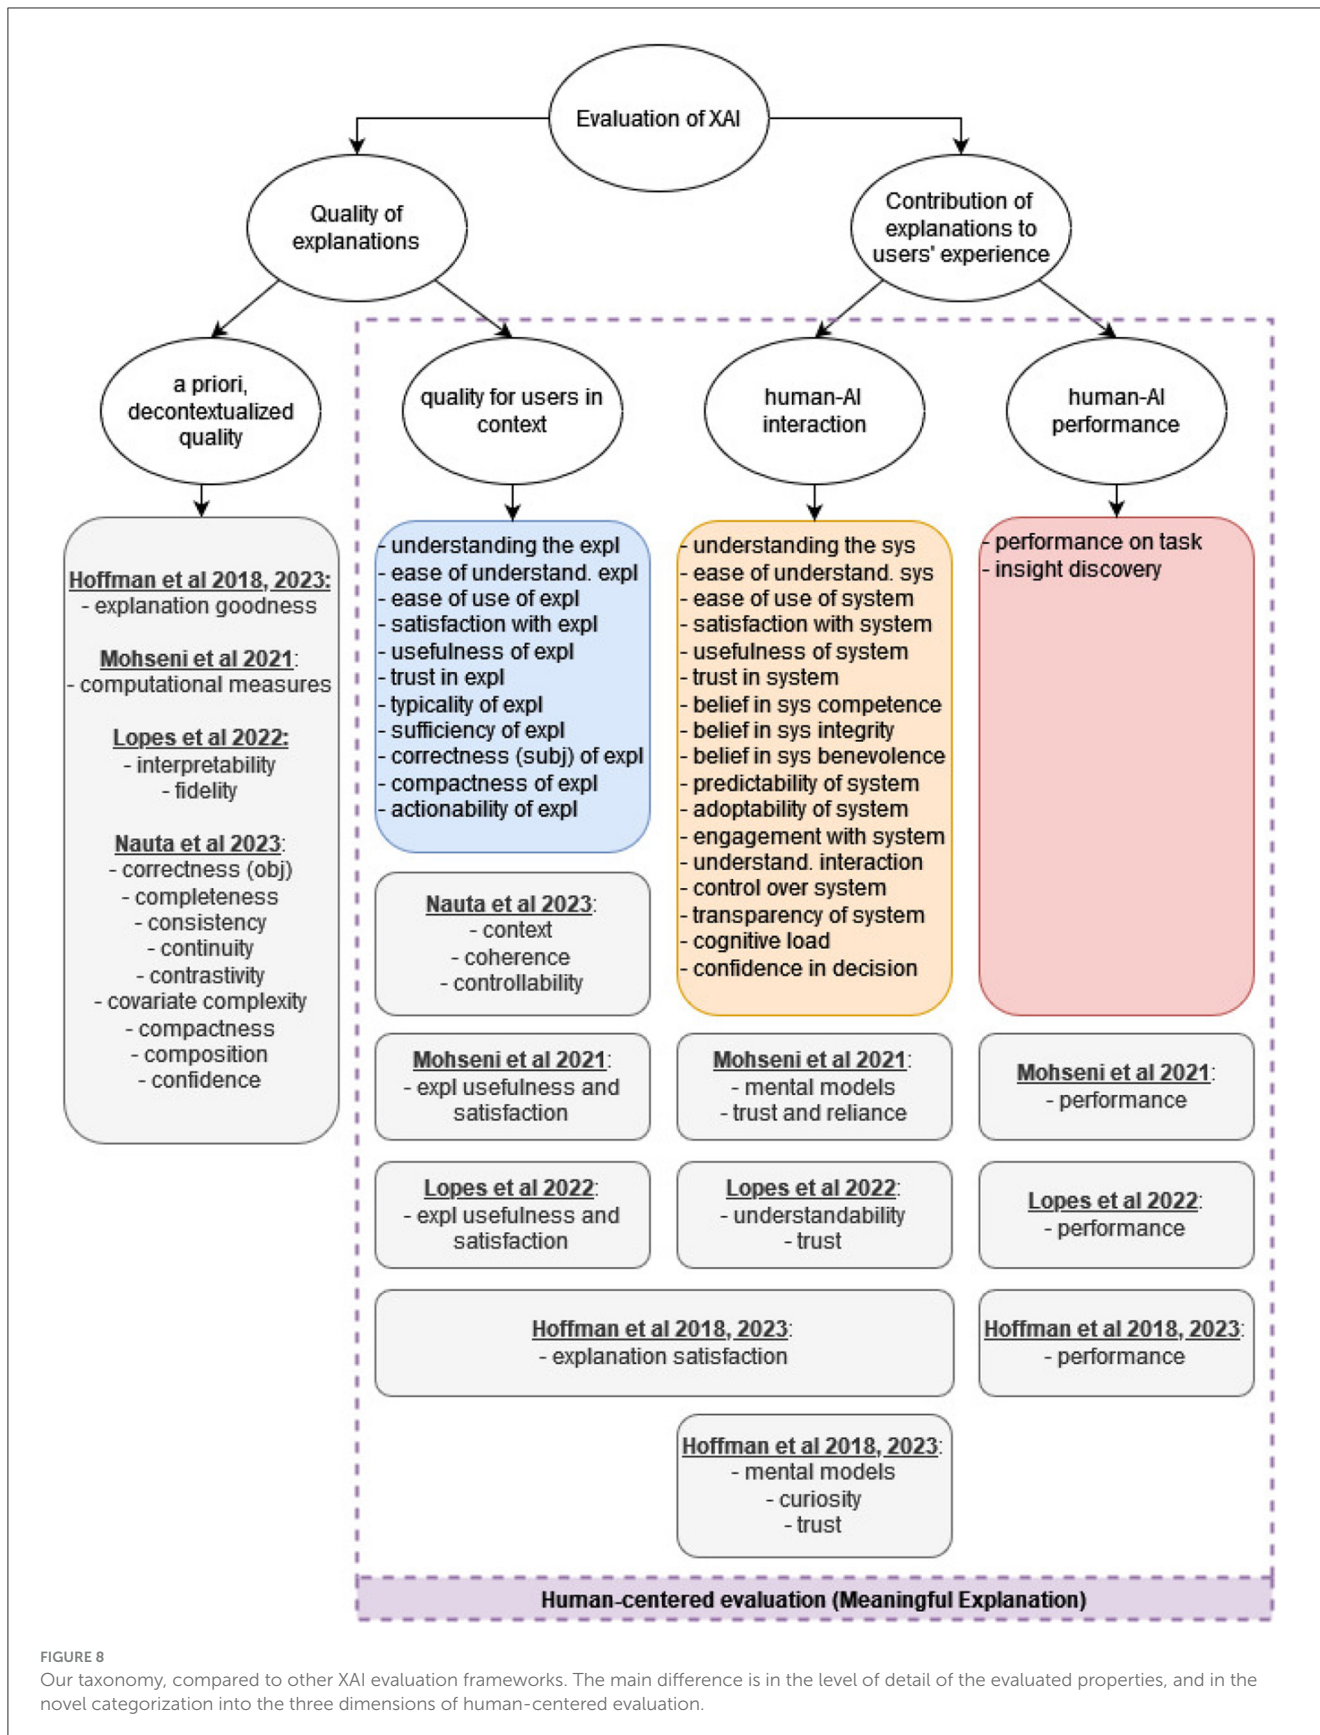 Evaluation of XAI
Quality of
explanations
Contribution of
explanations to
users' experience
a priori,
decontextualized
quality
quality for users in
context
human-AI
interaction
human-AI
performance
Hoffman et al 2018, 2023:
- explanation goodness
Mohseni et al 2021:
- computational measures
Lopes et al 2022:
- interpretability
- fidelity
Nauta et al 2023:
- correctness (obj)
- completeness
- consistency
- continuity
- contrastivity
- covariate complexity
- compactness
- composition
- confidence
- understanding the expl
- ease of understand. expl
- ease of use of expl
- satisfaction with expl
- usefulness of expl
- trust in expl
- typicality of expl
- sufficiency of expl
- correctness (subj) of expl
- compactness of expl
- actionability of expl
Nauta et al 2023:
- context
- coherence
- controllability
Mohseni et al 2021:
- expl usefulness and
satisfaction
Lopes et al 2022:
- expl usefulness and
satisfaction
- understanding the sys
- ease of understand. sys
- ease of use of system
- satisfaction with system
- usefulness of system
- trust in system
- belief in sys competence
- belief in sys integrity
- belief in sys benevolence
- predictability of system
- adoptability of system
- engagement with system
- understand. interaction
- control over system
- transparency of system
- cognitive load
- confidence in decision
Mohseni et al 2021:
- mental models
- trust and reliance
Lopes et al 2022:
- understandability
- trust
- performance on task
- insight discovery
Mohseni et al 2021:
- performance
Lopes et al 2022:
- performance
Hoffman et al 2018, 2023:
- explanation satisfaction
Hoffman et al 2018, 2023:
- performance
Hoffman et al 2018, 2023:
- mental models
- curiosity
- trust
Human-centered evaluation (Meaningful Explanation)
FIGURE 8
Our taxonomy, compared to other XAI evaluation frameworks. The main difference is in the level of detail of the evaluated properties, and in the
novel categorization into the three dimensions of human-centered evaluation.